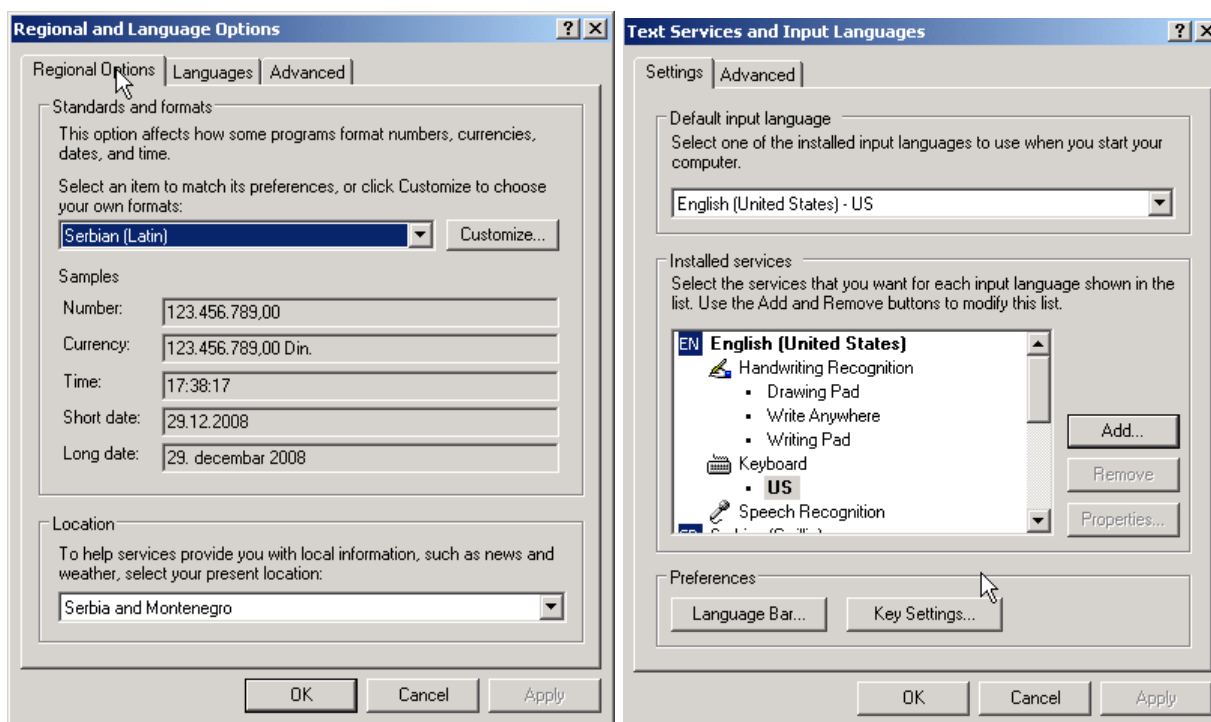 Regional and Language Options
Regional Options Languages Advanced
Standards and formats
This option affects how some programs format numbers, currencies,
dates, and time.
Select an item to match its preferences, or click Customize to choose
your own formats:
Serbian (Latin) Customize...
Samples
Number: 123.456.789,00
Currency: 123.456.789,00 Din.
Time: 17:38:17
Short date: 29.12.2008
Long date: 29. decembar 2008
Location
To help services provide you with local information, such as news and
weather, select your present location:
Serbia and Montenegro
OK Cancel Apply
Text Services and Input Languages
Settings Advanced
Default input language
Select one of the installed input languages to use when you start your
computer.
English (United States) - US
Installed services
Select the services that you want for each input language shown in the
list. Use the Add and Remove buttons to modify this list.
EN English (United States)
Handwriting Recognition
▪ Drawing Pad
▪ Write Anywhere
▪ Writing Pad
Keyboard
▪ US
Speech Recognition
Add...
Remove
Properties...
Preferences
Language Bar... Key Settings...
OK Cancel Apply